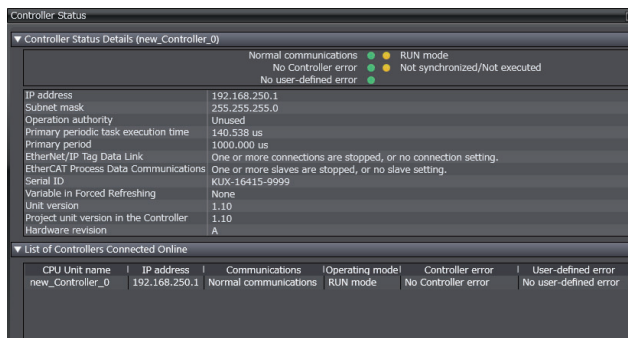 Controller Status
▼ Controller Status Details (new_Controller_0)
Normal communications RUN mode
No Controller error Not synchronized/Not executed
No user-defined error
IP address 192.168.250.1
Subnet mask 255.255.255.0
Operation authority Unused
Primary periodic task execution time 140.538 us
Primary period 1000.000 us
EtherNet/IP Tag Data Link One or more connections are stopped, or no connection setting.
EtherCAT Process Data Communications One or more slaves are stopped, or no slave setting.
Serial ID KUX-16415-9999
Variable in Forced Refreshing None
Unit version 1.10
Project unit version in the Controller 1.10
Hardware revision A
▼ List of Controllers Connected Online
CPU Unit name | IP address | Communications |Operating mode| Controller error | User-defined error
new_Controller_0 192.168.250.1 Normal communications RUN mode No Controller error No user-defined error